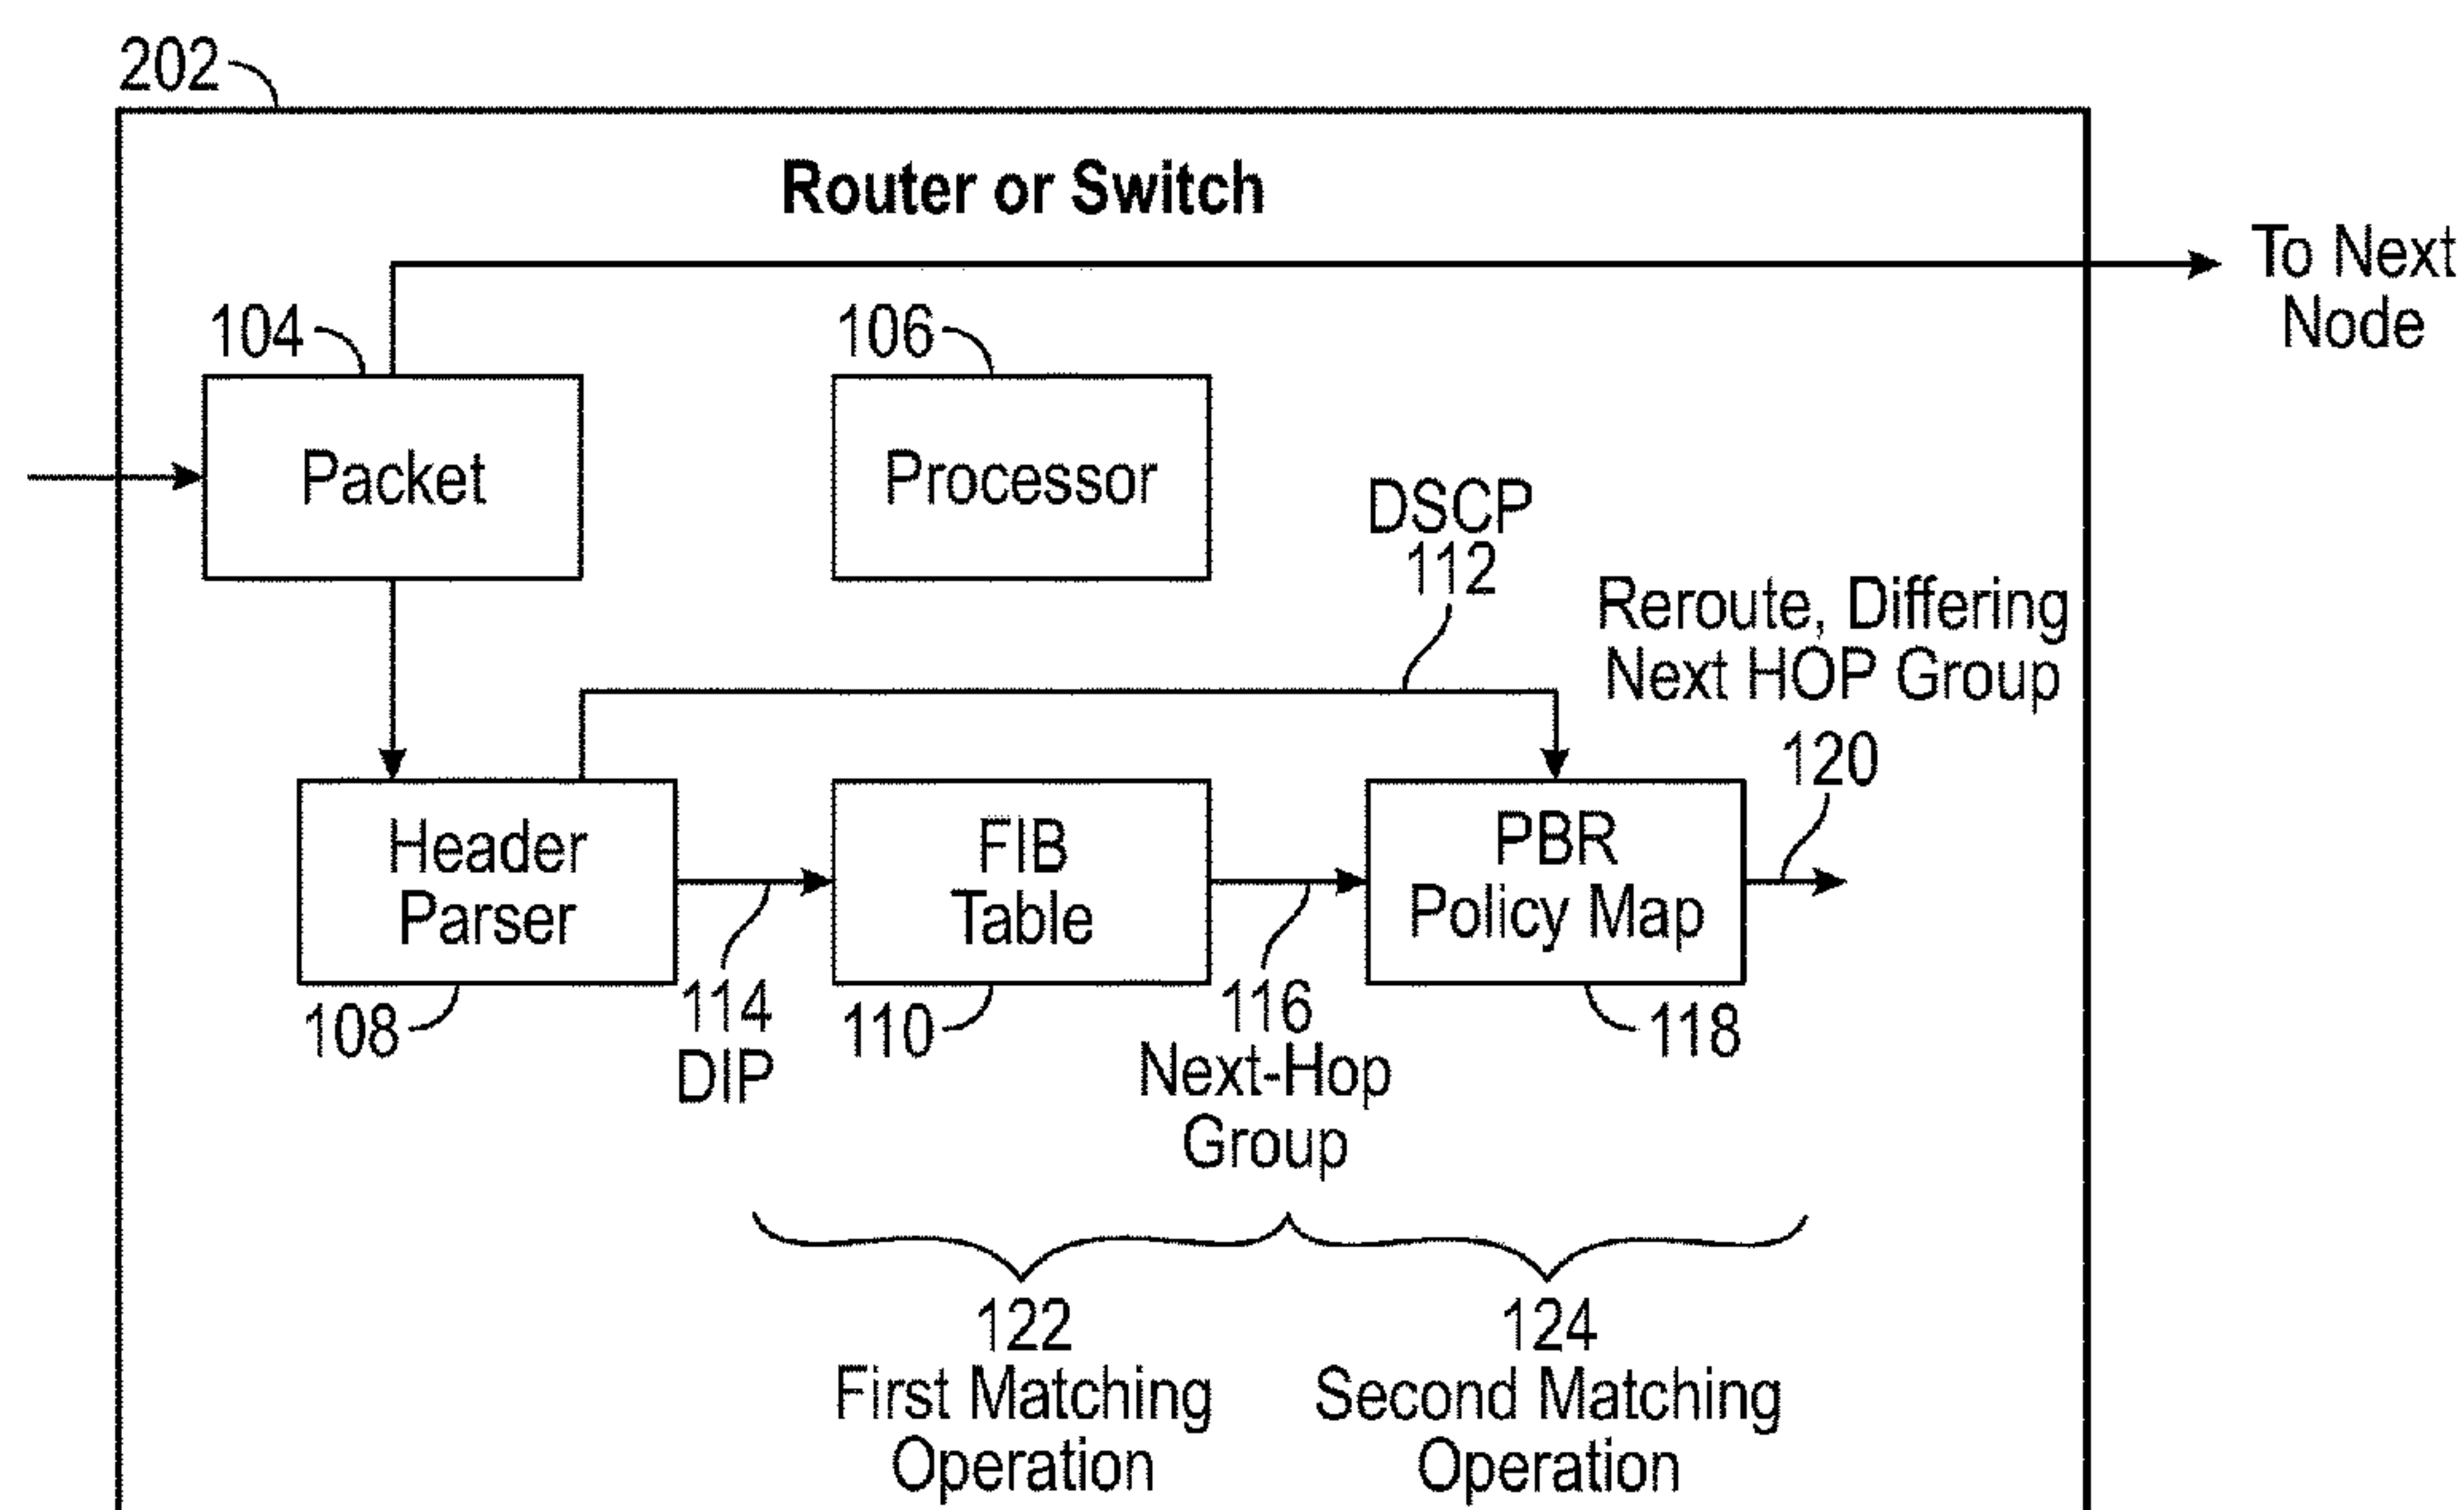 202
Router or Switch
To Next
Node
104
106
Packet
Processor
DSCP
112
Reroute, Differing
Next HOP Group
120
Header
Parser
FIB
Table
PBR
Policy Map
108
114
DIP
110
116
Next-Hop
Group
118
122
First Matching
Operation
124
Second Matching
Operation